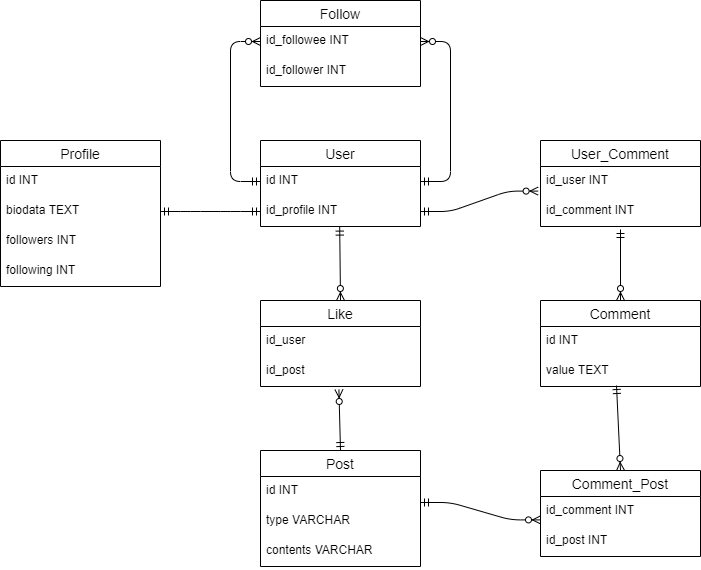 Follow
id_followee INT
id_follower INT
Profile
id INT
biodata TEXT
followers INT
following INT
User
id INT
id_profile INT
User_Comment
id_user INT
id_comment INT
Like
id_user
id_post
Comment
id INT
value TEXT
Post
id INT
type VARCHAR
contents VARCHAR
Comment_Post
id_comment INT
id_post INT